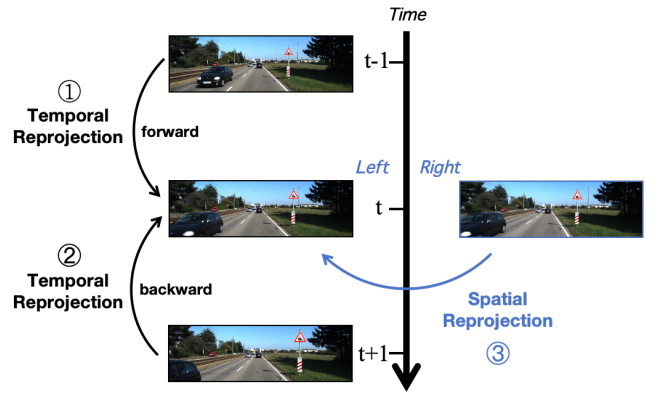 Time
t-1
①
Temporal
Reprojection
forward
Left
Right
t
②
Temporal
Reprojection
backward
Spatial
Reprojection
③
t+1